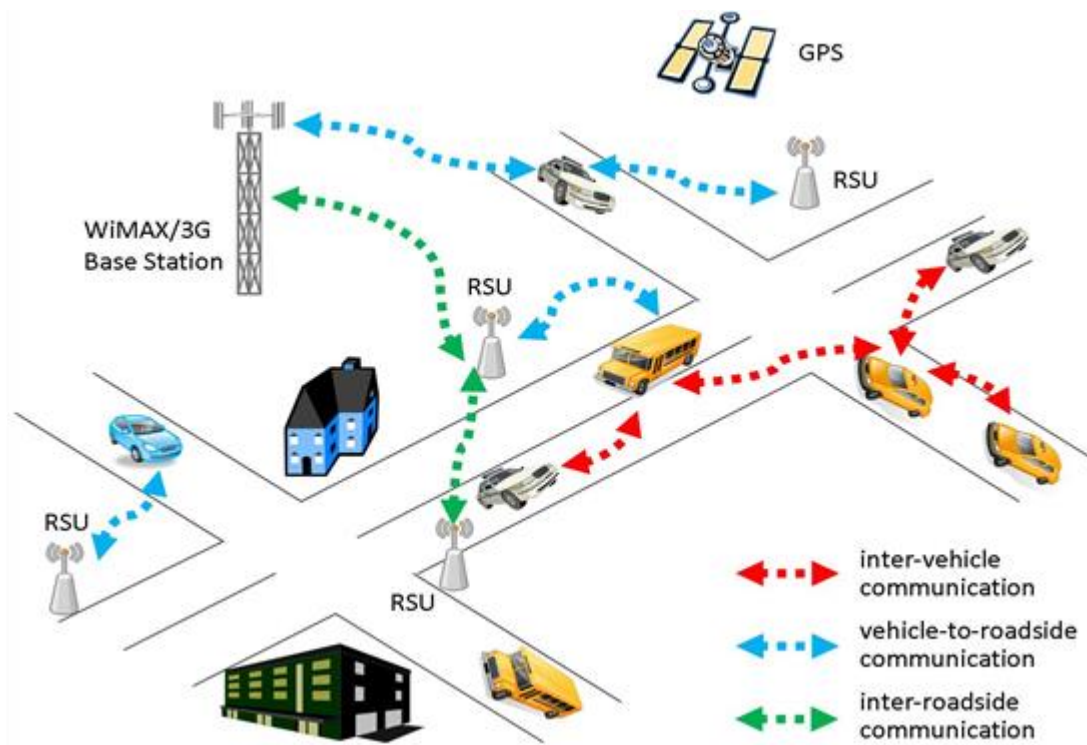 GPS
RSU
WiMAX/3G
Base Station
RSU
RSU
RSU
inter-vehicle
communication
vehicle-to-roadside
communication
inter-roadside
communication